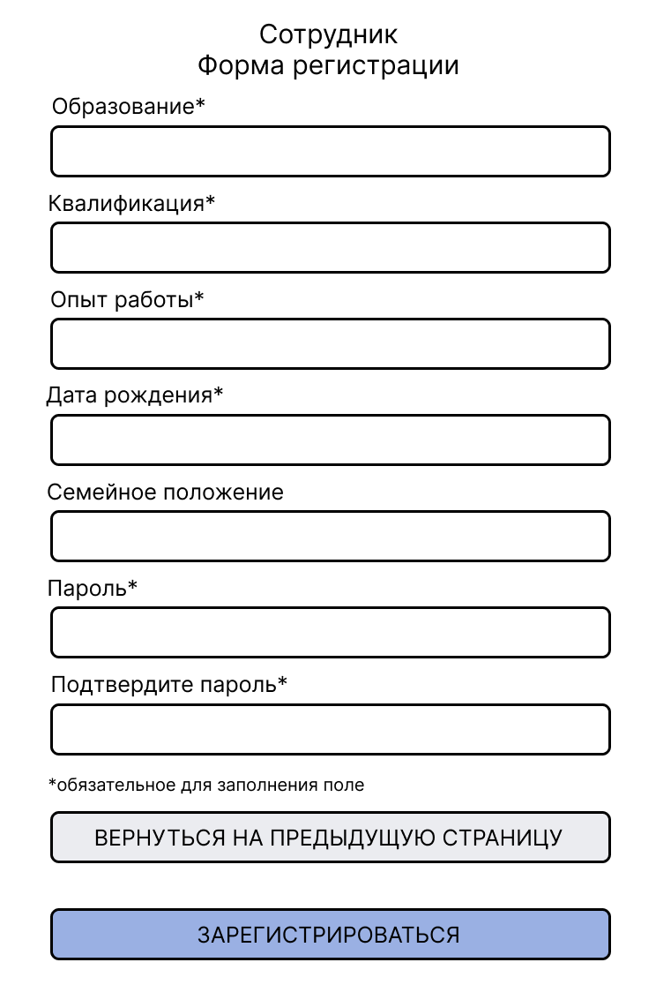 Сотрудник
Форма регистрации
Образование*
Квалификация*
Опыт работы*
Дата рождения*
Семейное положение
Пароль*
Подтвердите пароль*
*обязательное для заполнения поле
ВЕРНУТЬСЯ НА ПРЕДЫДУЩУЮ СТРАНИЦУ
ЗАРЕГИСТРИРОВАТЬСЯ